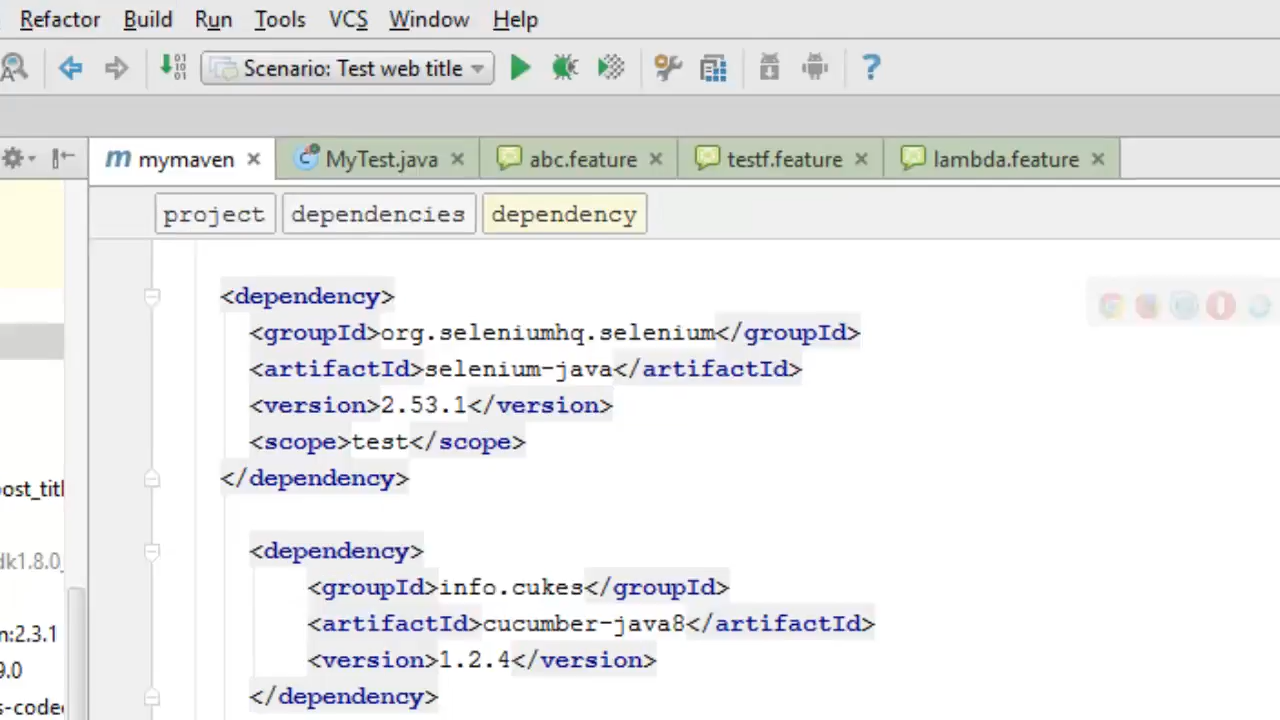 Refactor Build Run Tools VCS Window Help
Scenario: Test web title
mymaven MyTest.java abc.feature testf.feature lambda.feature
project dependencies dependency
<dependency>
<groupId>org.seleniumhq.selenium</groupId>
<artifactId>selenium-java</artifactId>
<version>2.53.1</version>
<scope>test</scope>
</dependency>
ost_titl
dk1.8.0_
<dependency>
<groupId>info.cukes</groupId>
<artifactId>cucumber-java8</artifactId>
n:2.3.1
<version>1.2.4</version>
9.0
</dependency>
s-codec